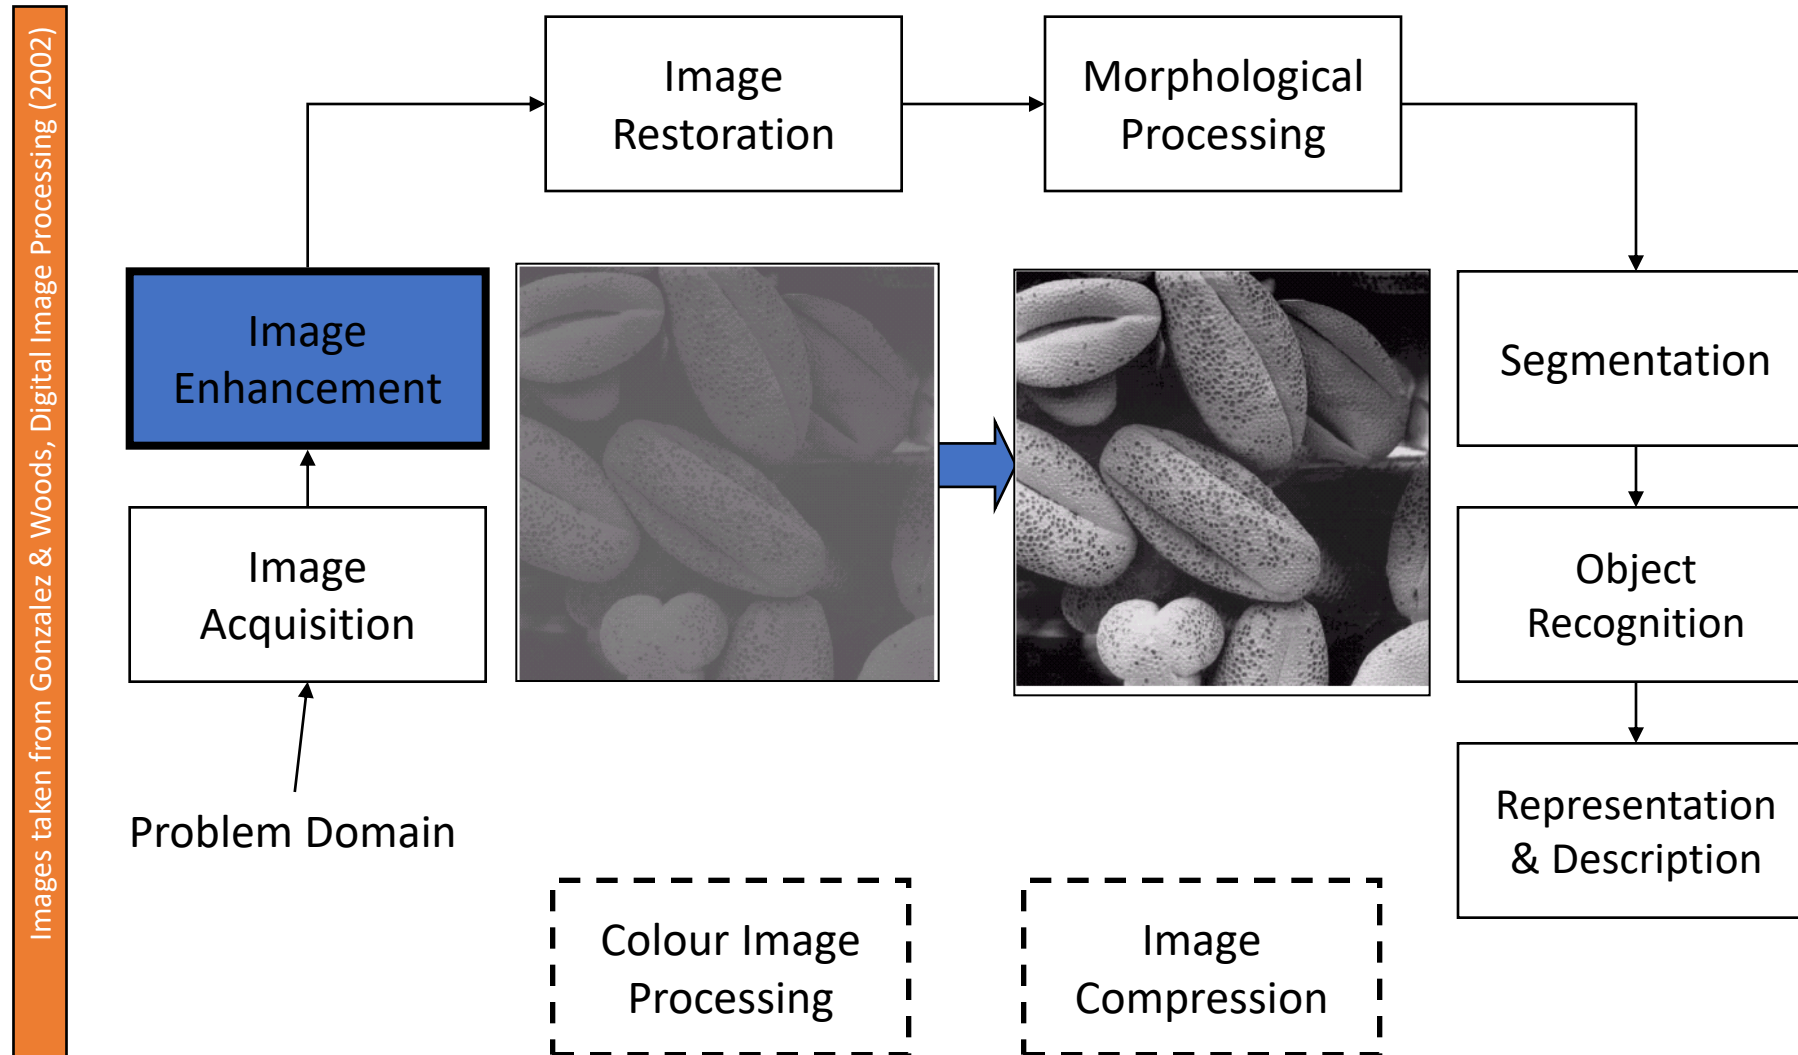 Images taken from Gonzalez & Woods, Digital Image Processing (2002)
Image
Restoration
Morphological
Processing
Image
Enhancement
Segmentation
Image
Acquisition
Object
Recognition
Problem Domain
Representation
& Description
Colour Image
Processing
Image
Compression